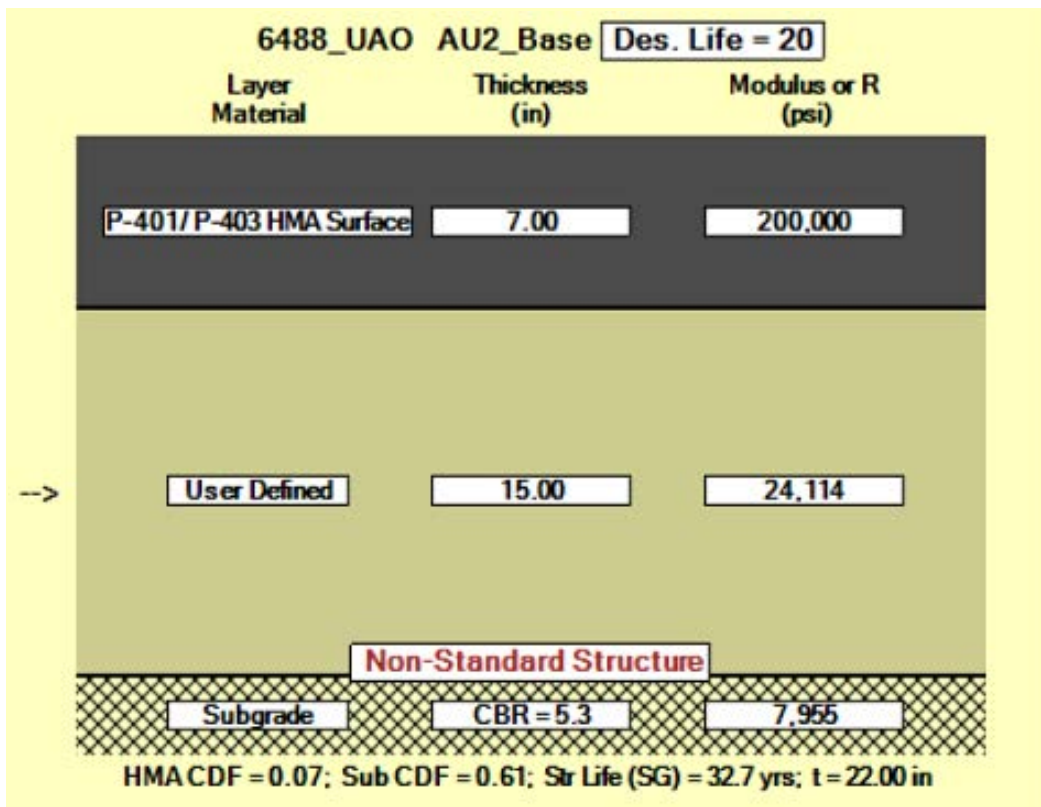 6488_UAO AU2_Base Des. Life = 20
Layer Material Thickness (in) Modulus or R (psi)
P-401/ P-403 HMA Surface 7.00 200,000
--> User Defined 15.00 24,114
Non-Standard Structure
Subgrade CBR = 5.3 7,955
HMA CDF = 0.07; Sub CDF = 0.61; Str Life (SG) = 32.7 yrs; t = 22.00 in